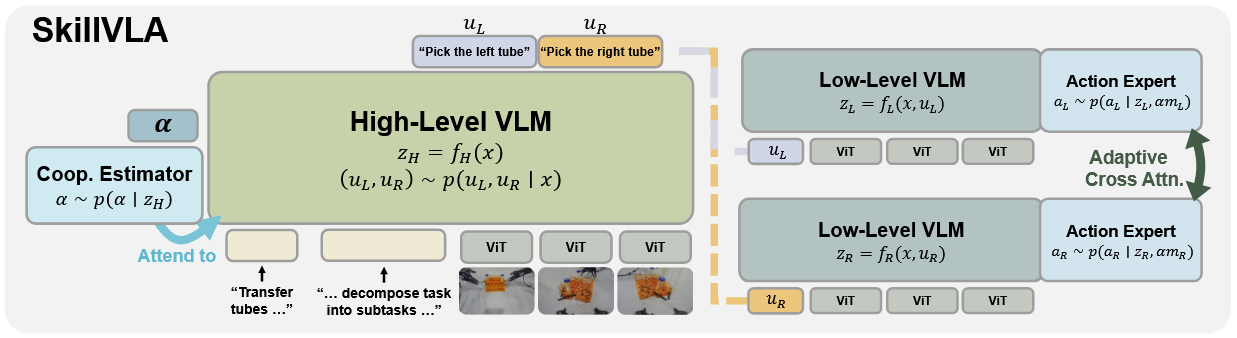 SkillVLA
u_L
u_R
“Pick the left tube”
“Pick the right tube”
α
Coop. Estimator
α ~ p(α | z_H)
Attend to
High-Level VLM
z_H = f_H(x)
(u_L, u_R) ~ p(u_L, u_R | x)
ViT
ViT
ViT
“Transfer
tubes …”
“… decompose task
into subtasks …”
Low-Level VLM
z_L = f_L(x, u_L)
Action Expert
a_L ~ p(a_L | z_L, αm_L)
u_L
ViT
ViT
ViT
Adaptive
Cross Attn.
Low-Level VLM
z_R = f_R(x, u_R)
Action Expert
a_R ~ p(a_R | z_R, αm_R)
u_R
ViT
ViT
ViT